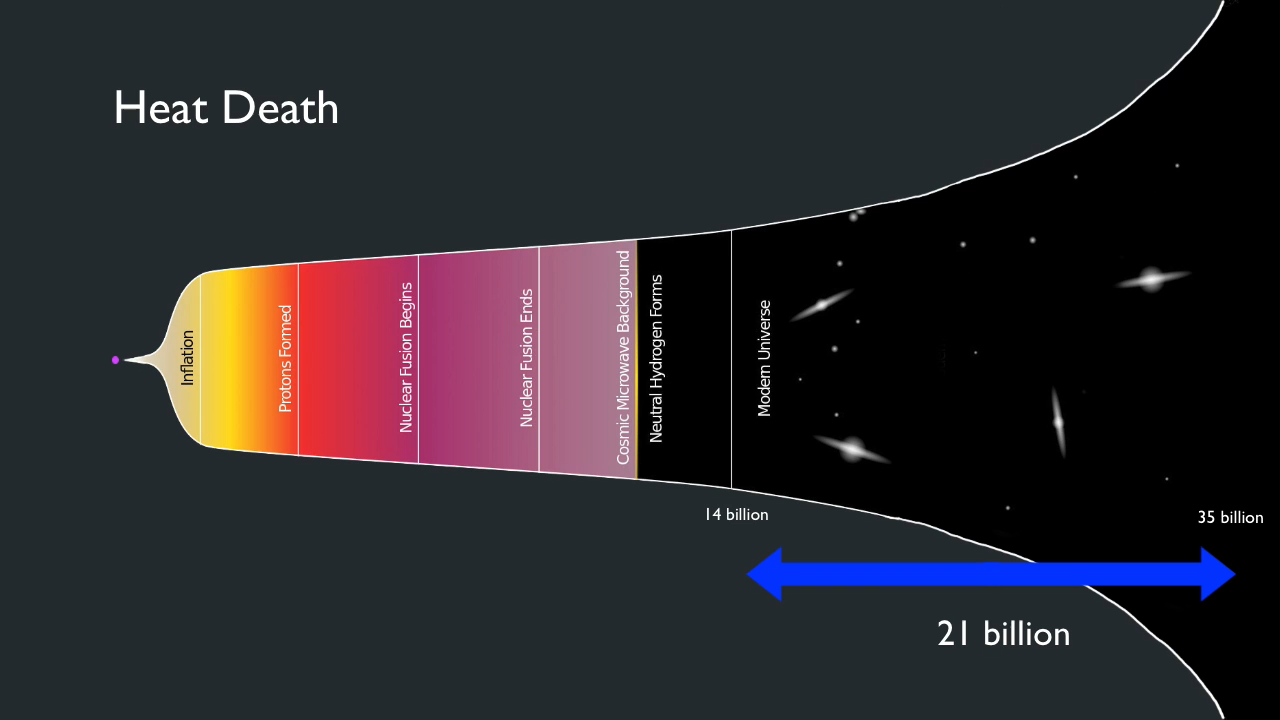 Heat Death
Inflation
Protons Formed
Nuclear Fusion Begins
Nuclear Fusion Ends
Cosmic Microwave Background
Neutral Hydrogen Forms
Modern Universe
14 billion
35 billion
21 billion